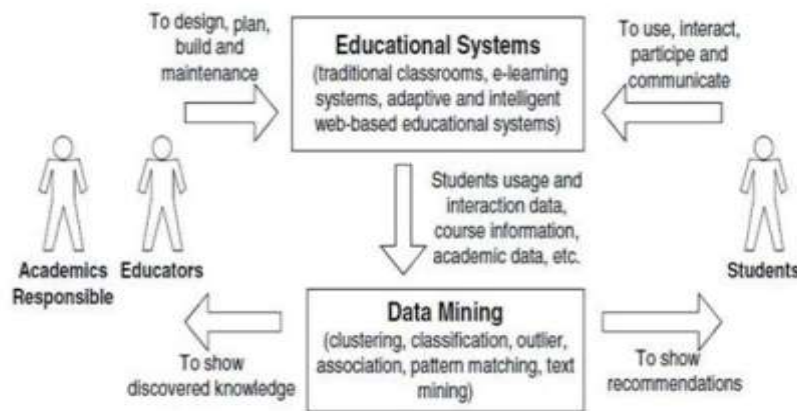 To design, plan,
build and
maintenance
Educational Systems
(traditional classrooms, e-learning
systems, adaptive and intelligent
web-based educational systems)
To use, interact,
participe and
communicate
Students usage and
interaction data,
course information,
academic data, etc.
Academics
Responsible
Educators
Students
Data Mining
(clustering, classification, outlier,
association, pattern matching, text
mining)
To show
discovered knowledge
To show
recommendations